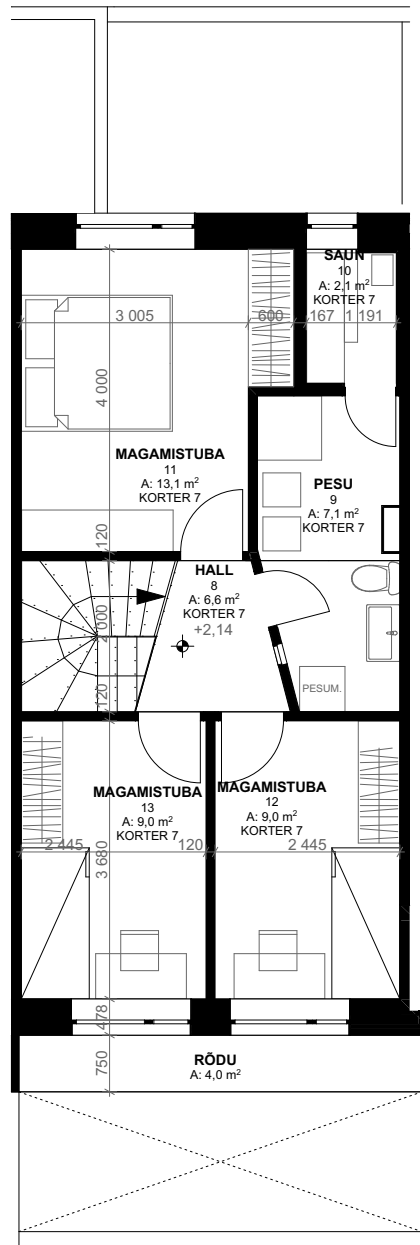 SAUN
10
A: 2,1 m²
KORTER 7
3 005
600
167
1 191
4 000
MAGAMISTUBA
11
A: 13,1 m²
KORTER 7
PESU
9
A: 7,1 m²
KORTER 7
120
HALL
8
A: 6,6 m²
KORTER 7
+2,14
2 000
PESUM.
120
MAGAMISTUBA
13
A: 9,0 m²
KORTER 7
MAGAMISTUBA
12
A: 9,0 m²
KORTER 7
2 445
120
2 445
3 680
478
RÕDU
A: 4,0 m²
750